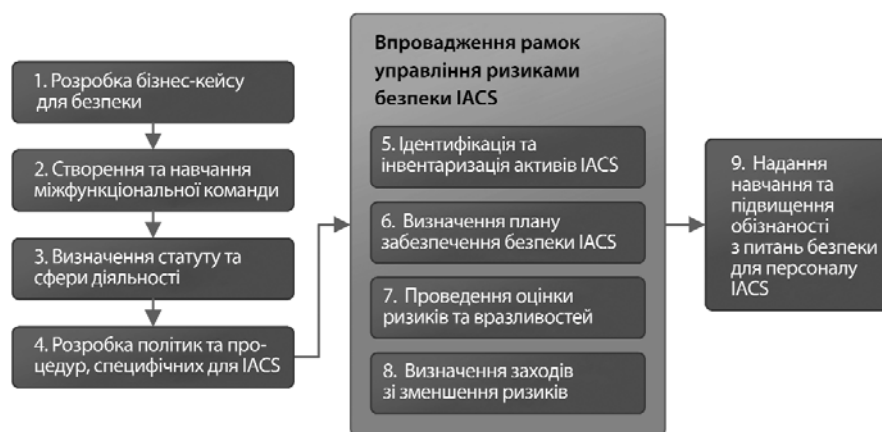 1. Розробка бізнес-кейсу
для безпеки
2. Створення та навчання
міжфункціональної команди
3. Визначення статуту та
сфери діяльності
4. Розробка політик та про-
цедур, специфічних для IACS
Впровадження рамок
управління ризиками
безпеки IACS
5. Ідентифікація та
інвентаризація активів IACS
6. Визначення плану
забезпечення безпеки IACS
7. Проведення оцінки
ризиків та вразливостей
8. Визначення заходів
зі зменшення ризиків
9. Надання
навчання та
підвищення
обізнаності
з питань безпеки
для персоналу
IACS